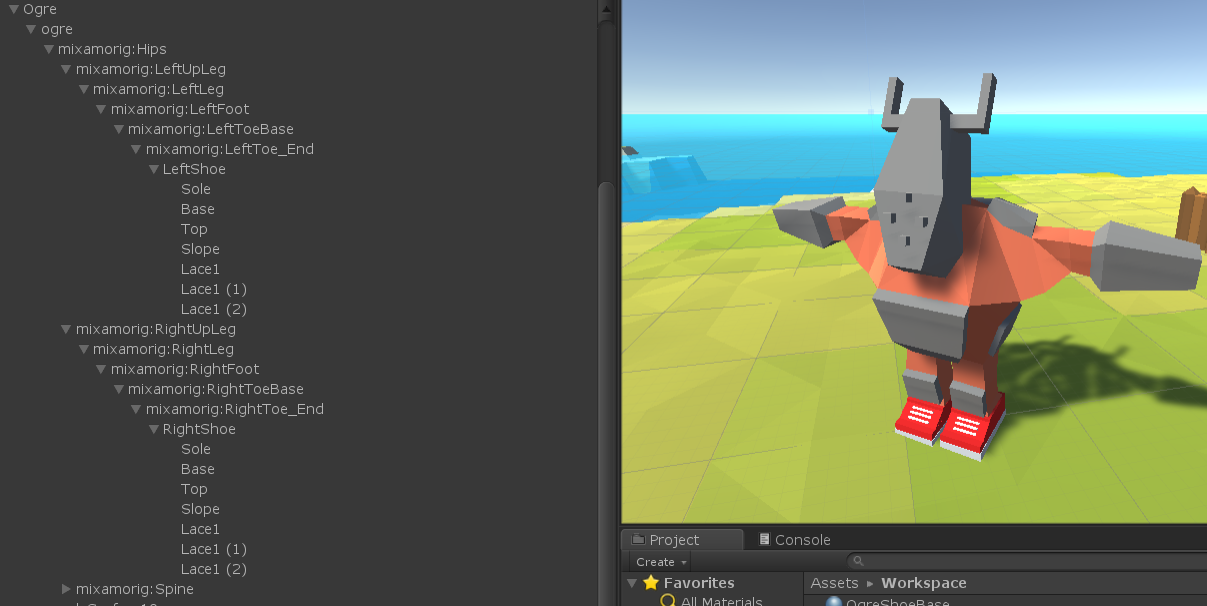 Ogre
ogre
mixamorig:Hips
mixamorig:LeftUpLeg
mixamorig:LeftLeg
mixamorig:LeftFoot
mixamorig:LeftToeBase
mixamorig:LeftToe_End
LeftShoe
Sole
Base
Top
Slope
Lace1
Lace1 (1)
Lace1 (2)
mixamorig:RightUpLeg
mixamorig:RightLeg
mixamorig:RightFoot
mixamorig:RightToeBase
mixamorig:RightToe_End
RightShoe
Sole
Base
Top
Slope
Lace1
Lace1 (1)
Lace1 (2)
mixamorig:Spine
Project Console
Create
Favorites
All Materials
Assets ▸ Workspace
OgreShoeBase